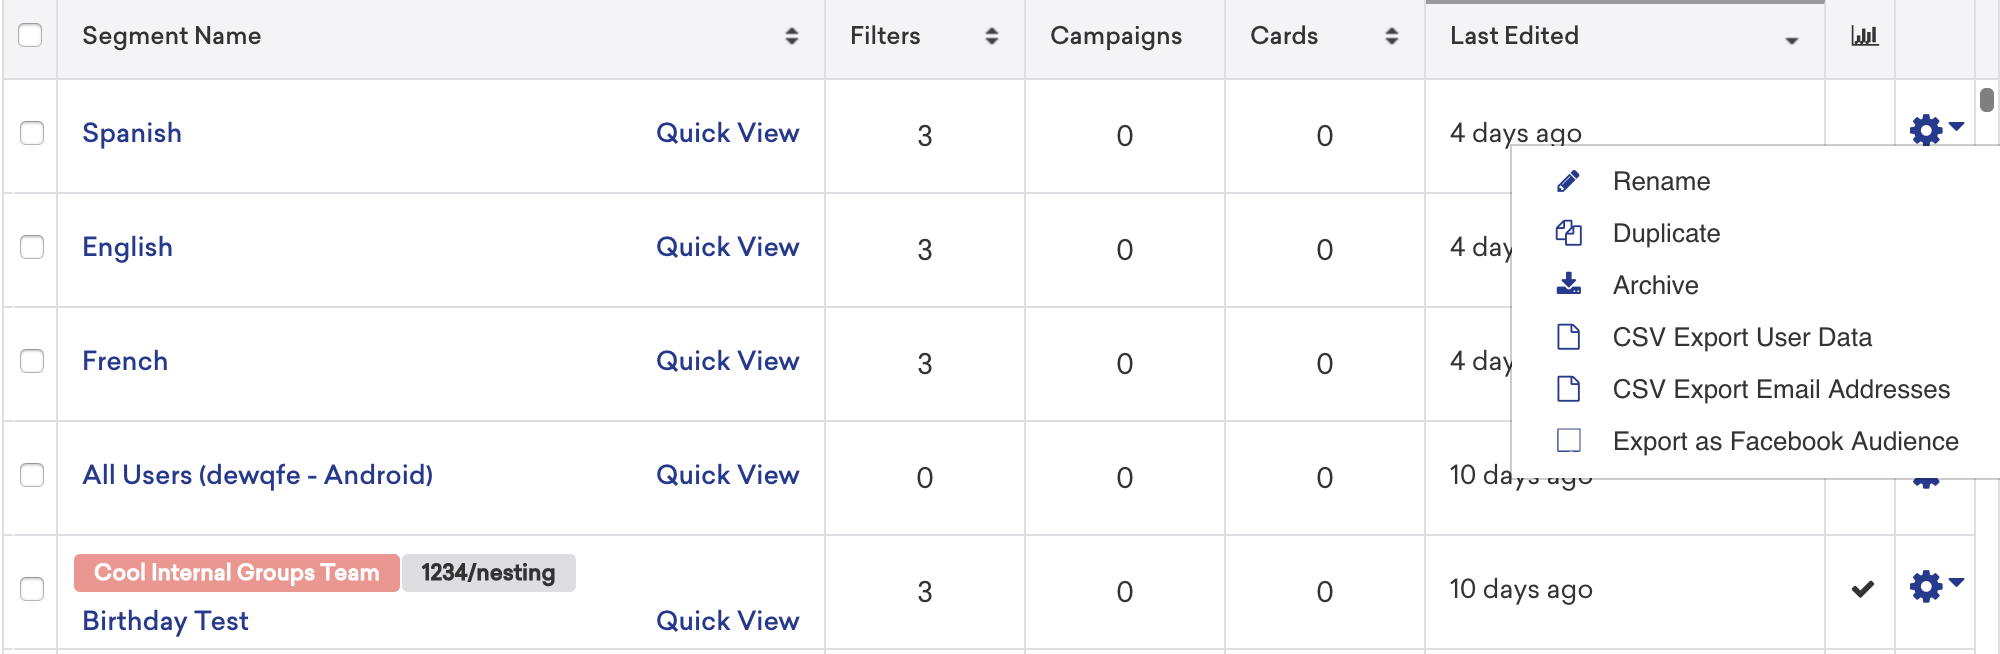 Segment Name Filters Campaigns Cards Last Edited
Spanish Quick View 3 0 0 4 days ago
Rename
Duplicate
English Quick View 3 0 0 4 day
Archive
CSV Export User Data
French Quick View 3 0 0 4 day
CSV Export Email Addresses
Export as Facebook Audience
All Users (dewqfe - Android) Quick View 0 0 0 10 days ago
Cool Internal Groups Team 1234/nesting
3 0 0 10 days ago
Birthday Test Quick View